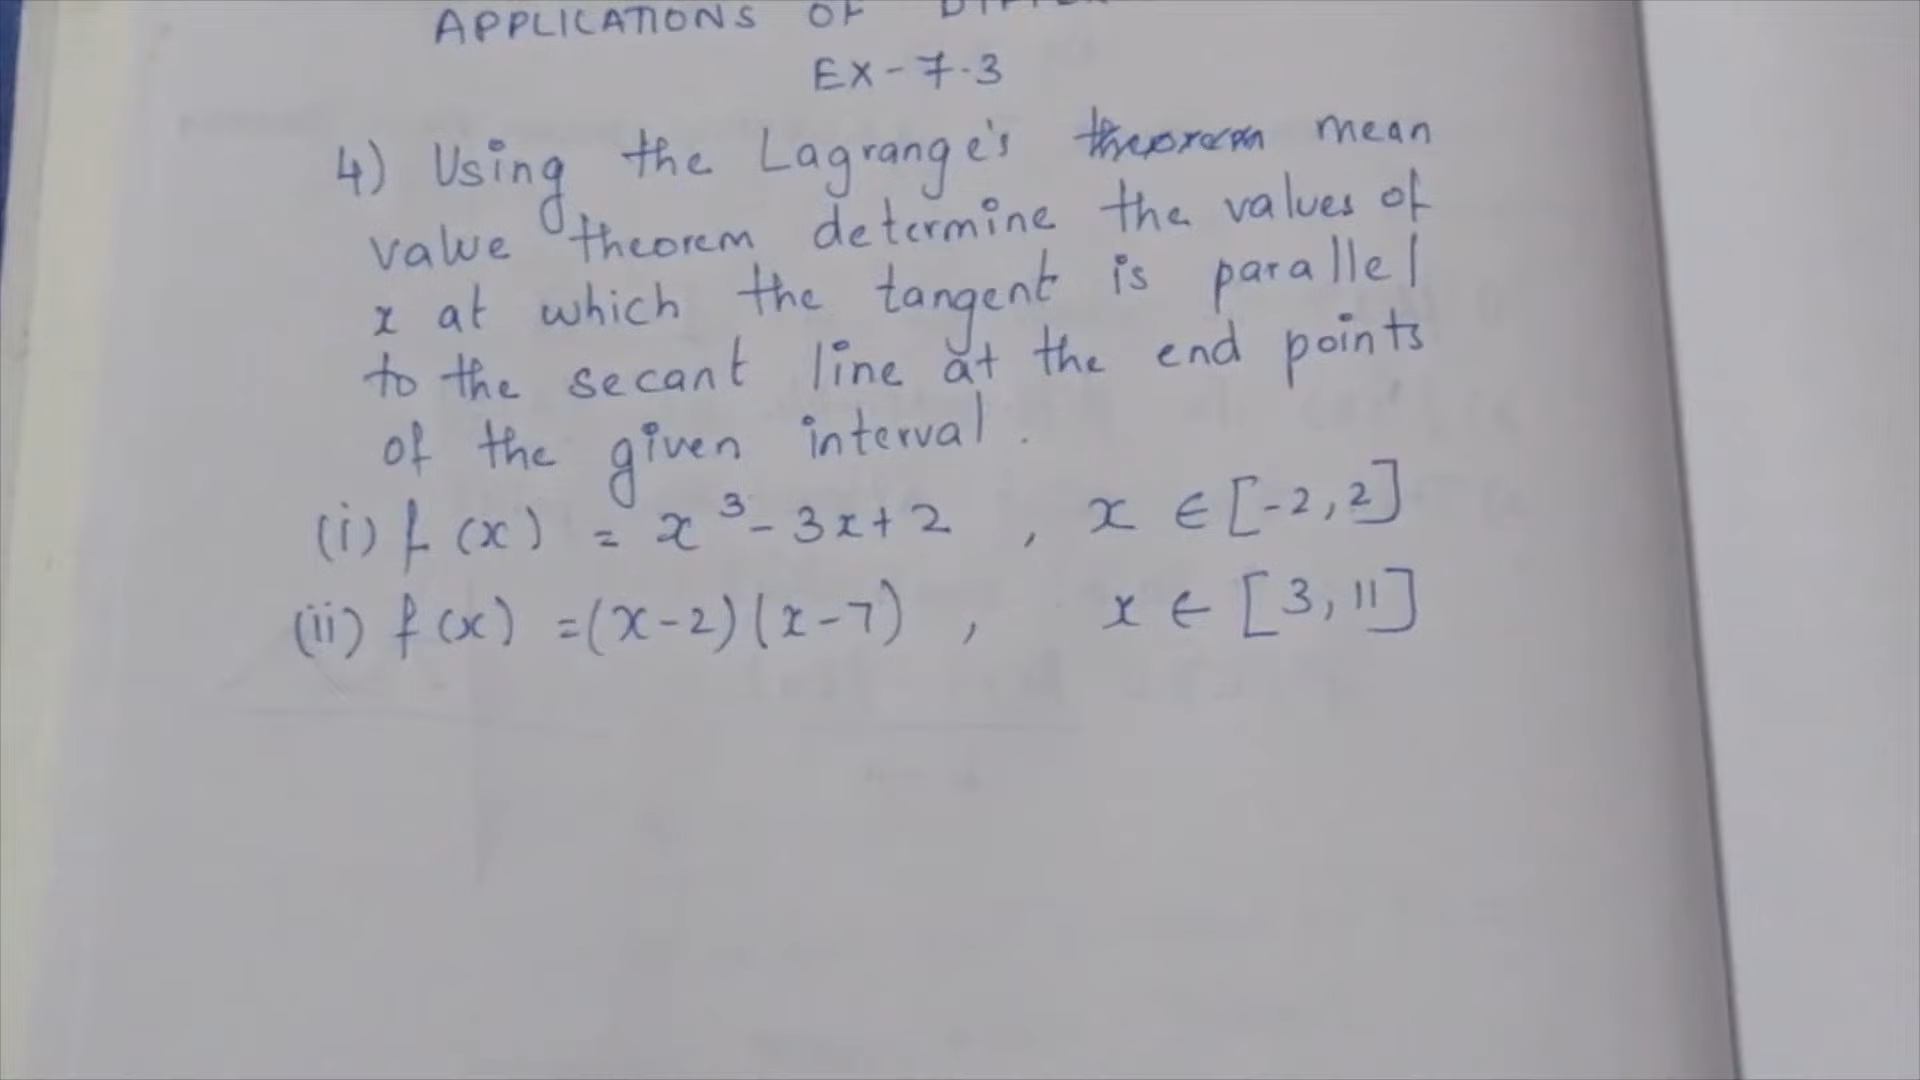 APPLICATIONS OF
EX-7.3
4) Using the Lagrange's theorem mean
value theorem determine the values of
x at which the tangent is parallel
to the secant line at the end points
of the given interval.
(i) f(x) = x³-3x+2 , x ∈ [-2,2]
(ii) f(x) =(x-2)(x-7) , x ∈ [3,11]